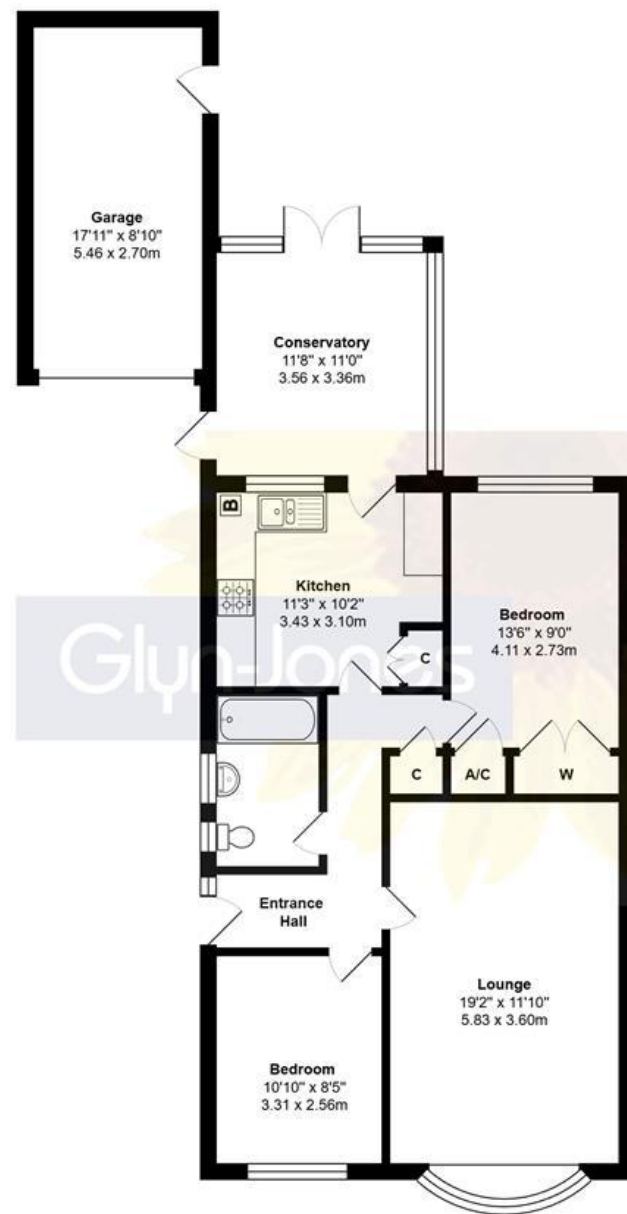 Garage
17'11" x 8'10"
5.46 x 2.70m
Conservatory
11'8" x 11'0"
3.56 x 3.36m
B
Kitchen
11'3" x 10'2"
3.43 x 3.10m
Bedroom
13'6" x 9'0"
4.11 x 2.73m
C
Glyn-Jones
C
A/C
W
Entrance
Hall
Lounge
19'2" x 11'10"
5.83 x 3.60m
Bedroom
10'10" x 8'5"
3.31 x 2.56m